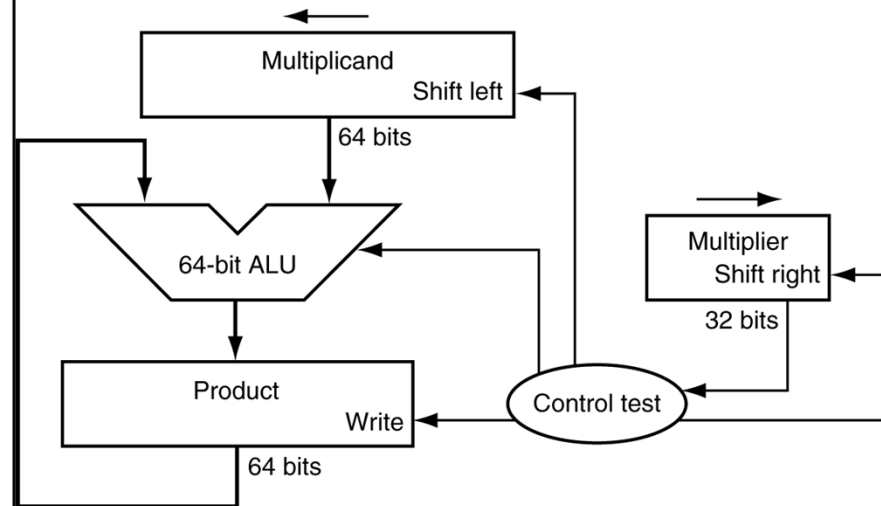 Multiplicand
Shift left
64 bits
64-bit ALU
Multiplier
Shift right
32 bits
Product
Write
Control test
64 bits